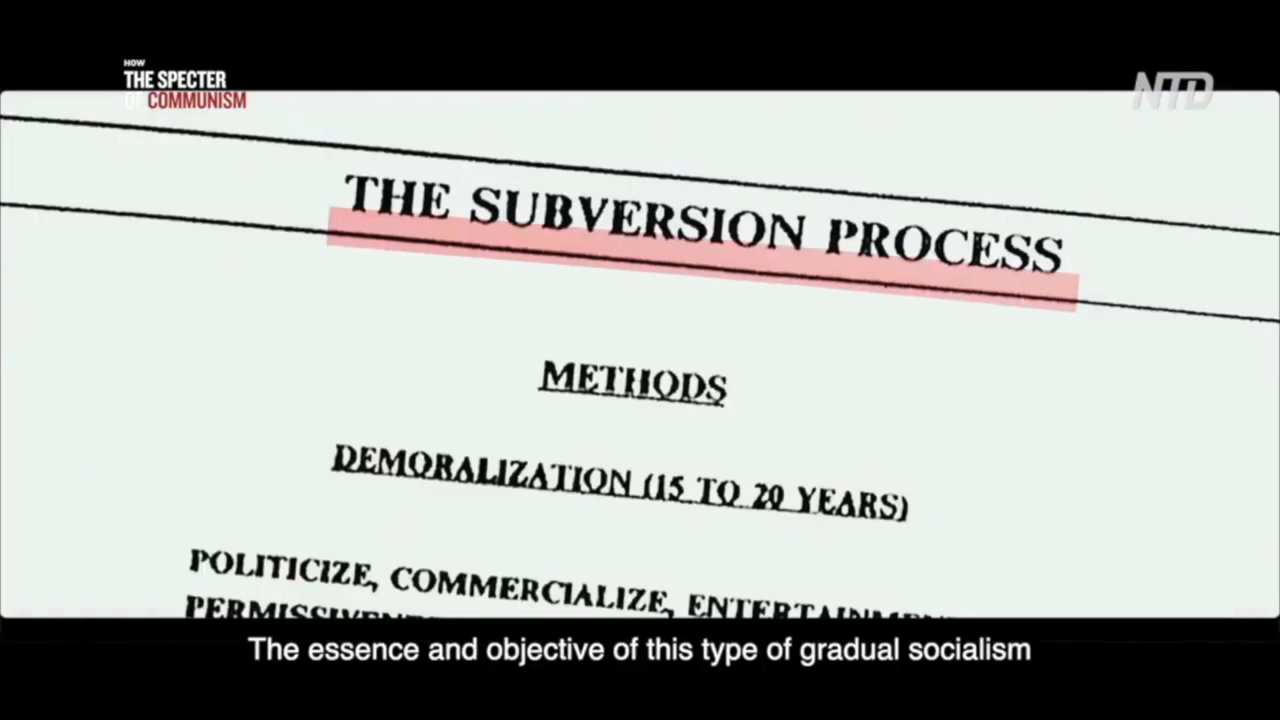 HOW
THE SPECTER
OF COMMUNISM
NTD
THE SUBVERSION PROCESS
METHODS
DEMORALIZATION (15 TO 20 YEARS)
POLITICIZE, COMMERCIALIZE,
The essence and objective of this type of gradual socialism